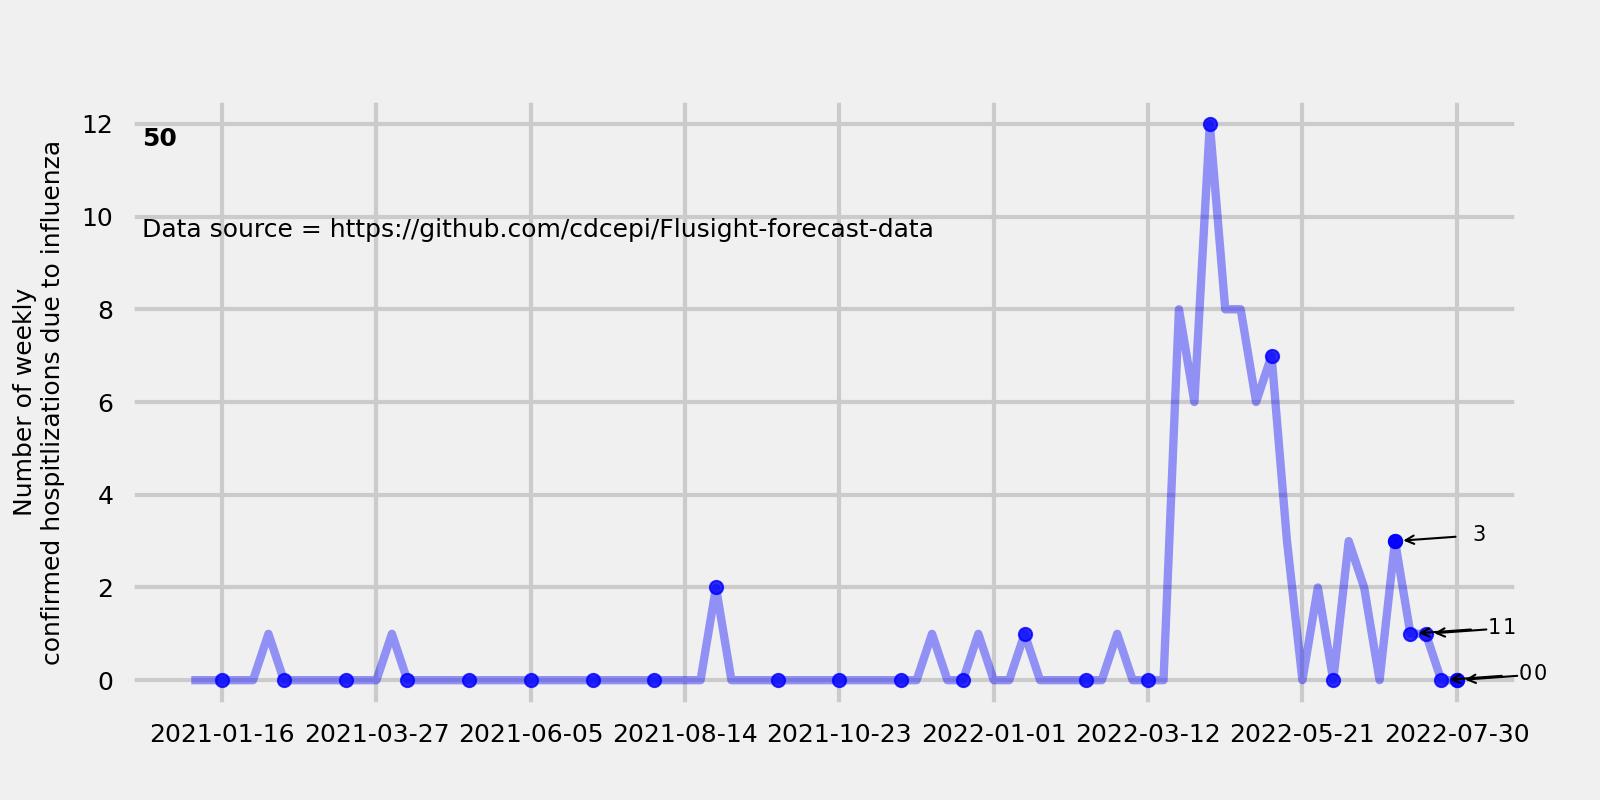 50
Data source = https://github.com/cdcepi/Flusight-forecast-data
Number of weekly
confirmed hospitlizations due to influenza
12
10
8
6
4
2
0
3
11
00
2021-01-16 2021-03-27 2021-06-05 2021-08-14 2021-10-23 2022-01-01 2022-03-12 2022-05-21 2022-07-30